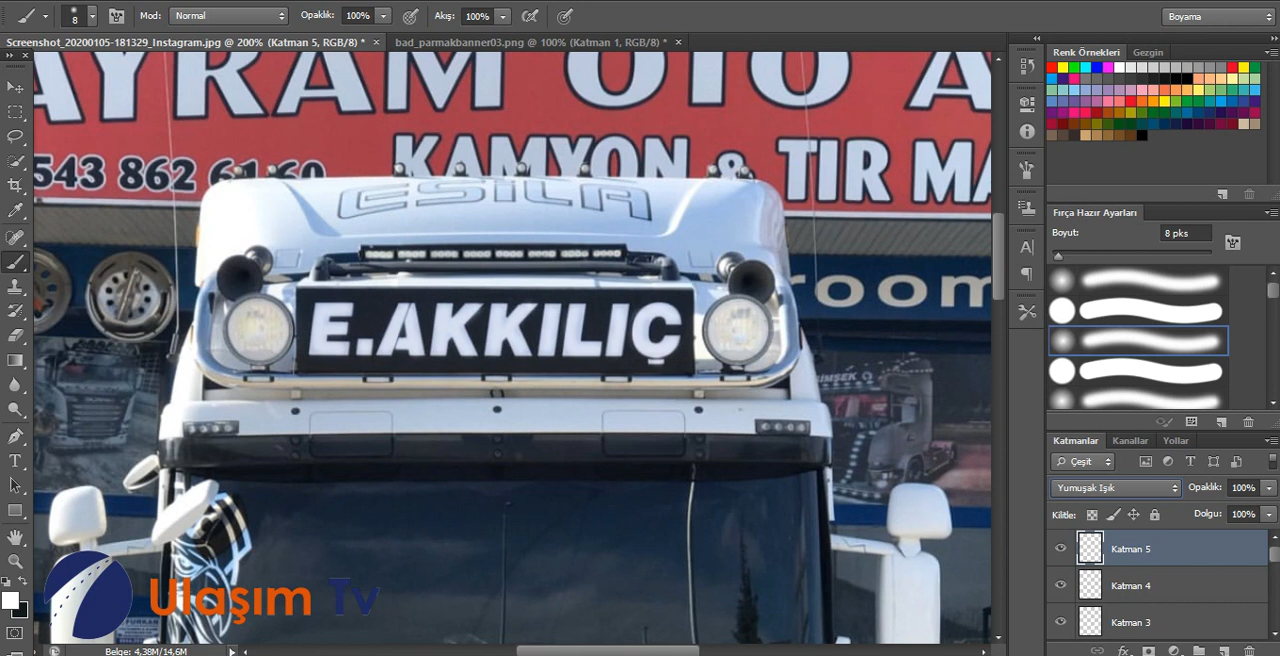 Mod: Normal Opaklık: 100% Akış: 100% Boyama
8
Screenshot_20200105-181329_Instagram.jpg @ 200% (Katman 5, RGB/8) * × bad_parmakbanner03.png @ 100% (Katman 1, RGB/8) * ×
AYRAM OTO A
KAMYON & TIR MA
543 862 61 60
ESİLA
room
E.AKKILIÇ
Ulaşım Tv
FURKAN
Belge: 4,38M/14,6M
Renk Örnekleri Gezgin
Fırça Hazır Ayarları
Boyut: 8 pks
Katmanlar Kanallar Yollar
Çeşit
Yumuşak Işık Opaklık: 100%
Kilitle: Dolgu: 100%
Katman 5
Katman 4
Katman 3